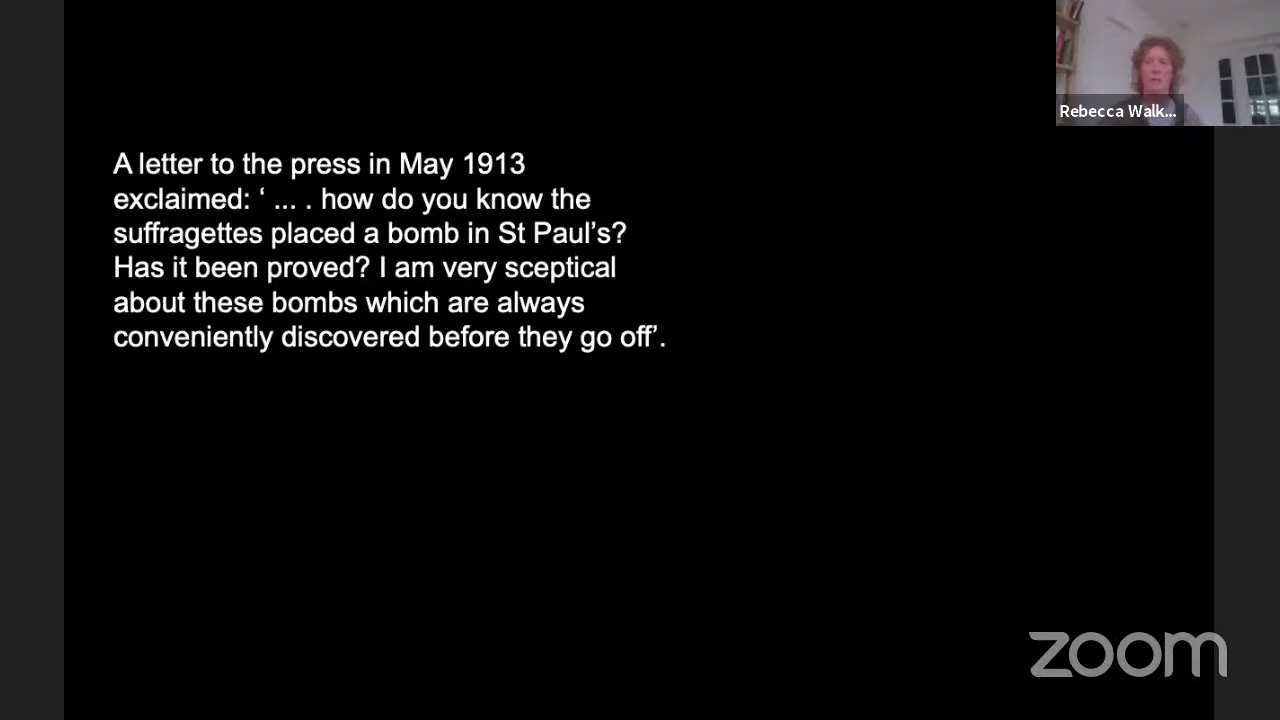 Rebecca Walk...
A letter to the press in May 1913
exclaimed: ‘ ... . how do you know the
suffragettes placed a bomb in St Paul’s?
Has it been proved? I am very sceptical
about these bombs which are always
conveniently discovered before they go off’.
zoom